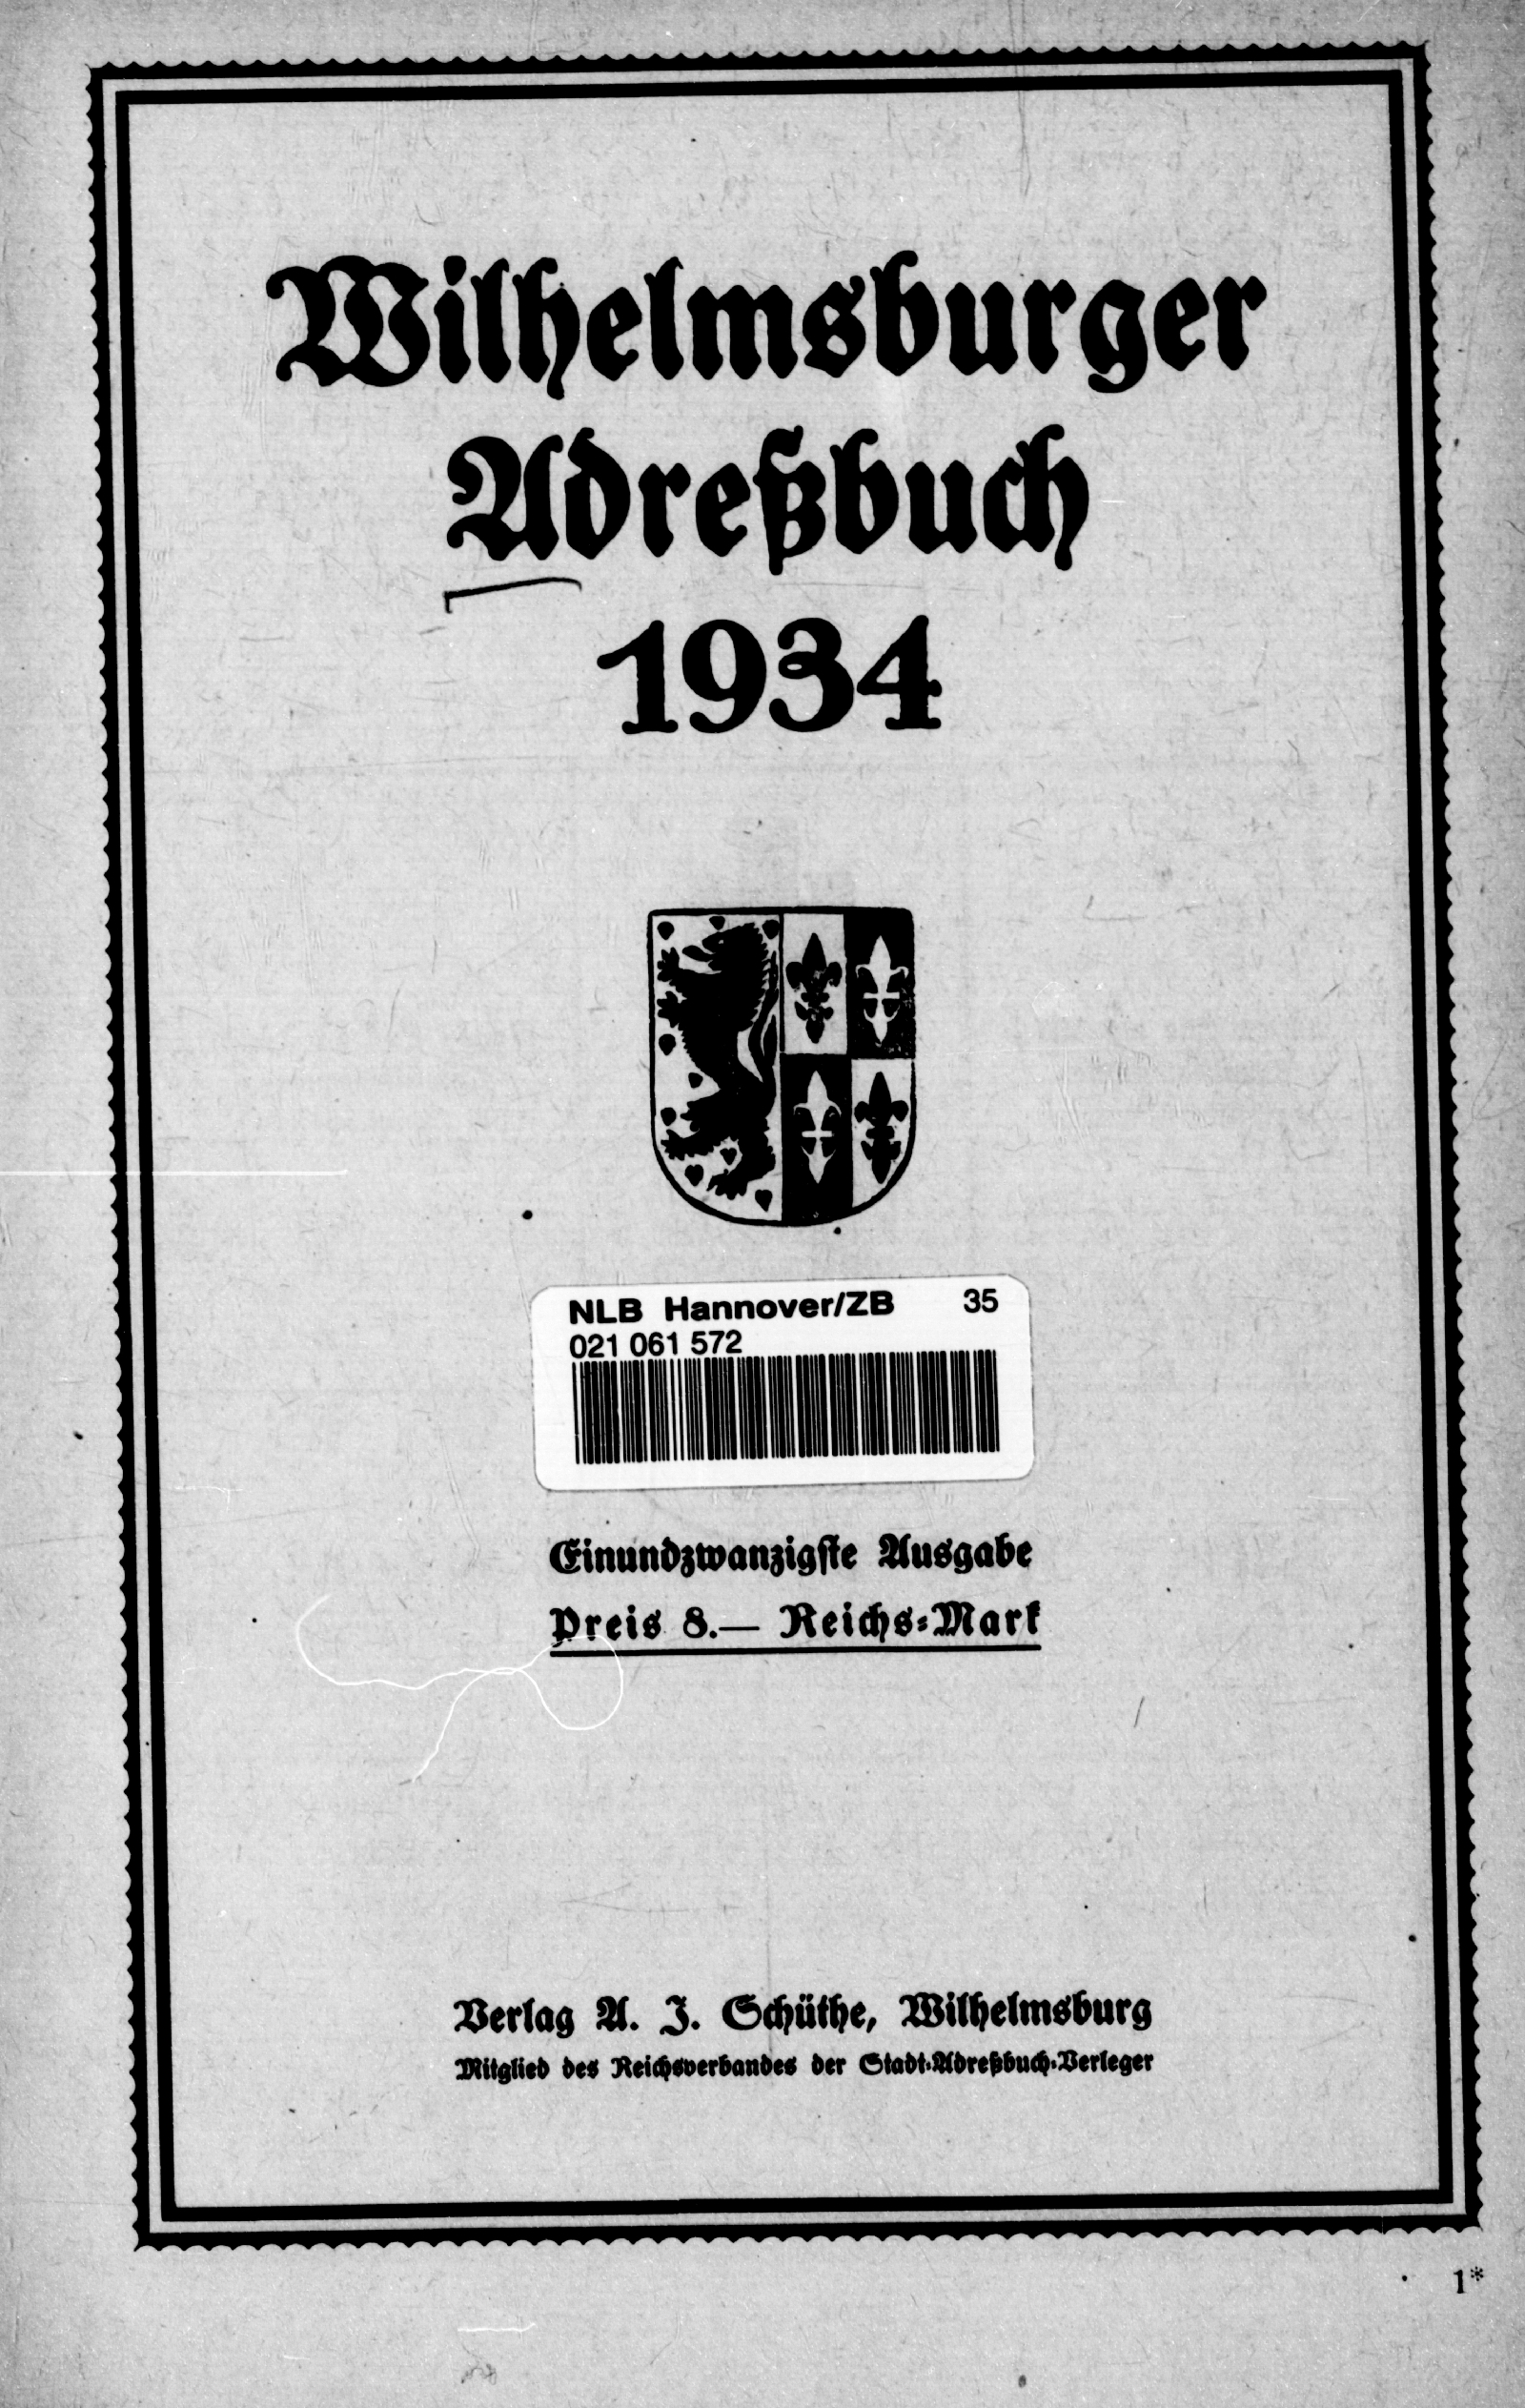 Wilhelmsburger
Adreßbuch
1934
NLB Hannover/ZB 35
021 061 572
Einundzwanzigste Ausgabe
Preis 8.— Reichs-Mark
Verlag A. J. Schüthe, Wilhelmsburg
Mitglied des Reichsverbandes der Stadt-Adreßbuch-Verleger
1*